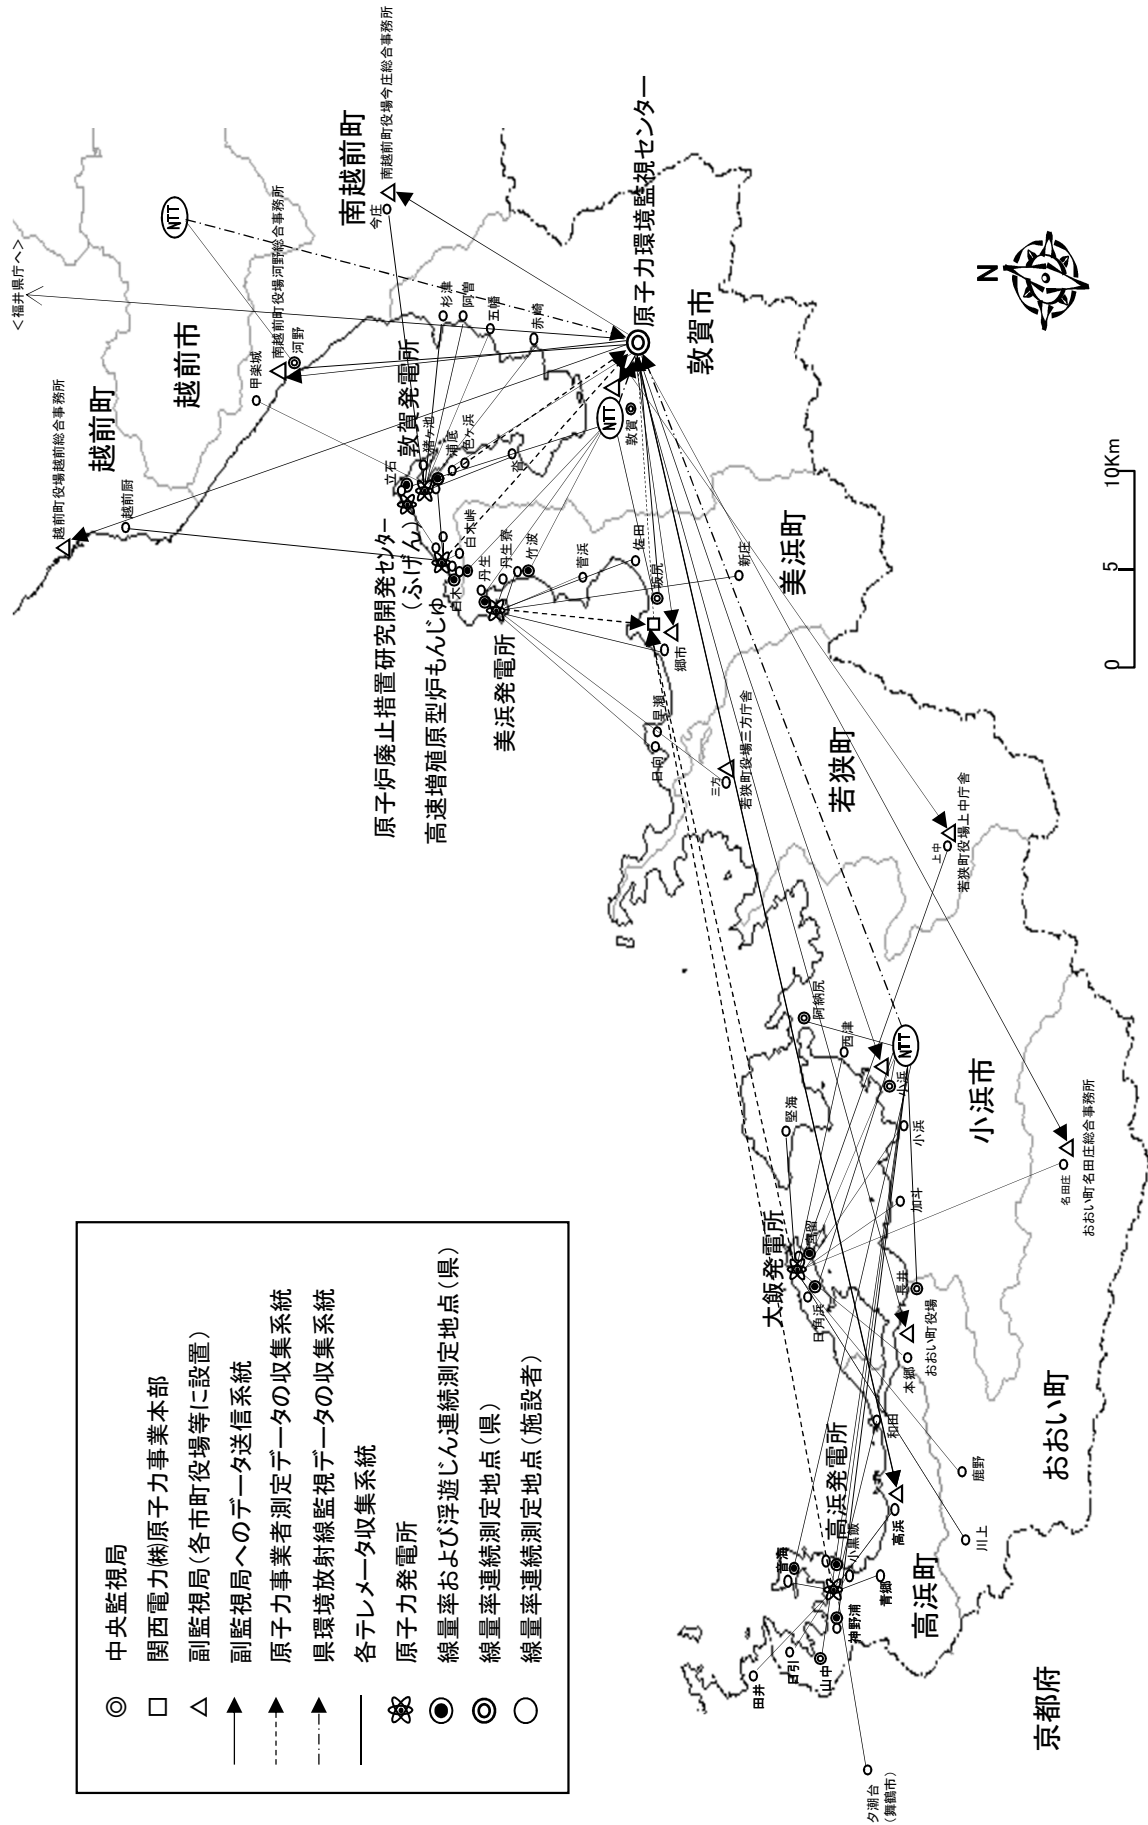 <福井県庁へ>
越前町役場越前総合事務所
越前町
越前厨
越前市
NTT
甲楽城
南越前町役場河野総合事務所
河野
南越前町
南越前町役場今庄総合事務所
今庄
杉津
阿曽
五幡
赤崎
敦賀発電所
立石
猪ヶ池
浦底
色ヶ浜
沓
原子力環境監視センター
敦賀市
NTT
敦賀
原子炉廃止措置研究開発センター
(ふげん)
高速増殖原型炉もんじゅ
白木
白木峠
丹生
丹生寮
竹波
美浜発電所
菅浜
佐田
坂尻
新庄
郷市
美浜町
早瀬
日向
三方
若狭町役場三方庁舎
若狭町
上中
若狭町役場上中庁舎
N
0
5
10Km
阿納尻
西津
堅海
NTT
小浜
小浜
小浜市
加斗
名田庄
おおい町名田庄総合事務所
大飯発電所
宮留
日角浜
長井
おおい町役場
本郷
おおい町
和田
鹿野
川上
高浜発電所
高浜
小黒飯
音海
青郷
高浜町
神野浦
山中
日引
田井
夕潮台
(舞鶴市)
京都府
中央監視局
関西電力㈱原子力事業本部
副監視局(各市町役場等に設置)
副監視局へのデータ送信系統
原子力事業者測定データの収集系統
県環境放射線監視データの収集系統
各テレメータ収集系統
原子力発電所
線量率および浮遊じん連続測定地点(県)
線量率連続測定地点(県)
線量率連続測定地点(施設者)